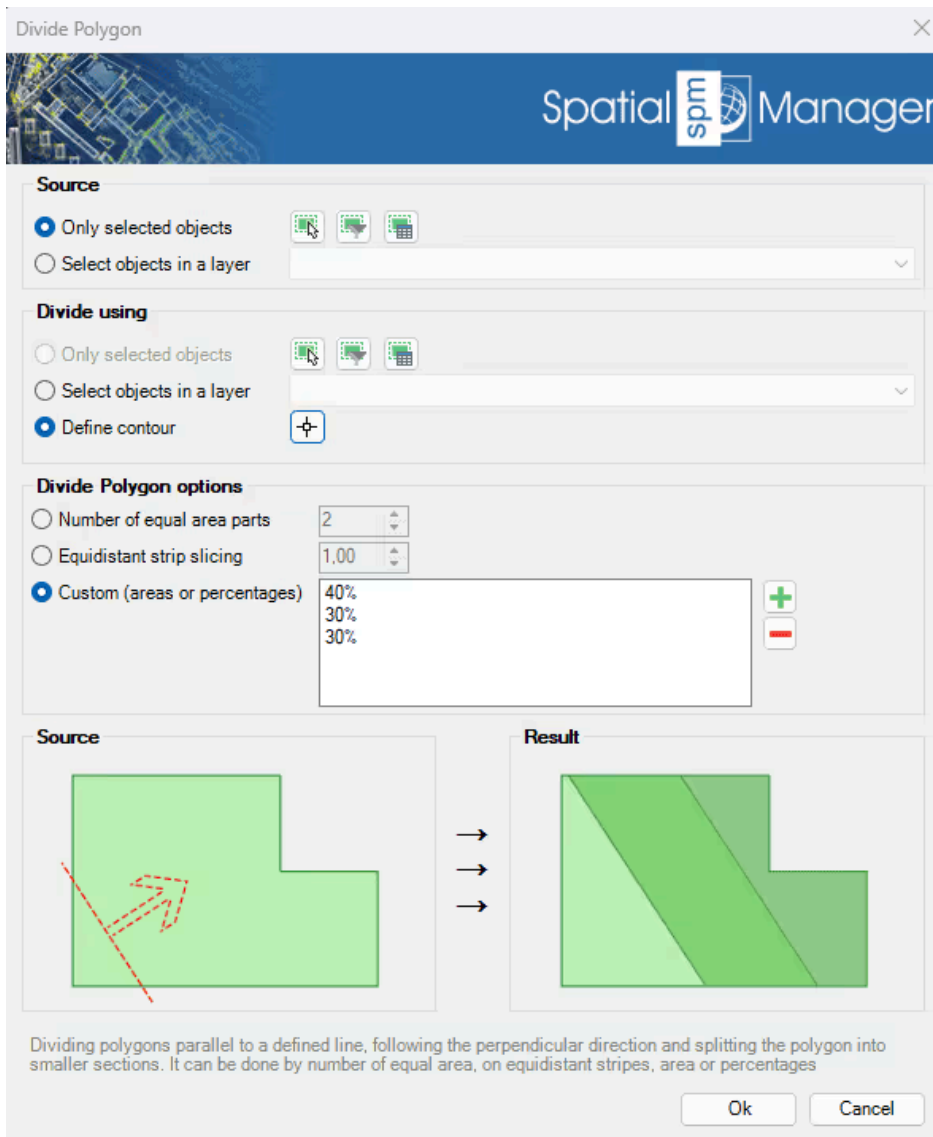 Divide Polygon
Spatial spm Manager
Source
Only selected objects
Select objects in a layer
Divide using
Only selected objects
Select objects in a layer
Define contour
Divide Polygon options
Number of equal area parts 2
Equidistant strip slicing 1,00
Custom (areas or percentages) 40%
30%
30%
Source
Result
Dividing polygons parallel to a defined line, following the perpendicular direction and splitting the polygon into
smaller sections. It can be done by number of equal area, on equidistant stripes, area or percentages
Ok Cancel